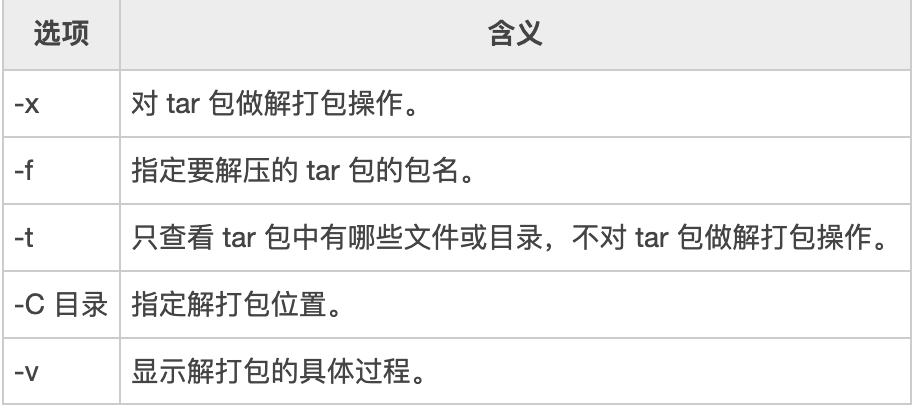 选项 含义
-x 对 tar 包做解打包操作。
-f 指定要解压的 tar 包的包名。
-t 只查看 tar 包中有哪些文件或目录，不对 tar 包做解打包操作。
-C 目录 指定解打包位置。
-v 显示解打包的具体过程。